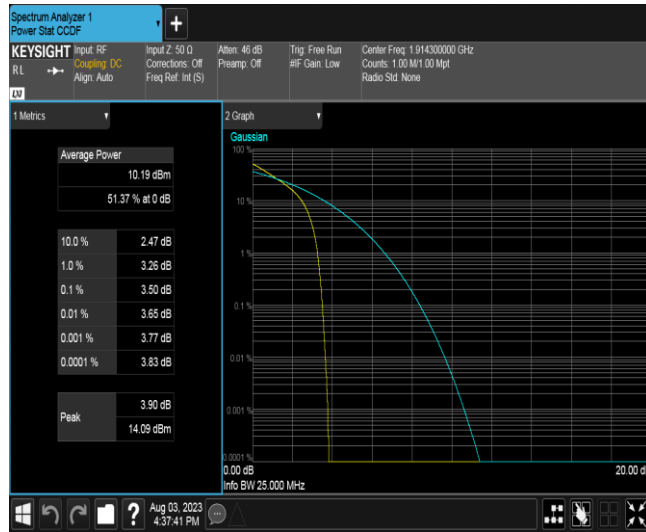 Spectrum Analyzer 1
Power Stat CCDF
+
KEYSIGHT
RL
LXI
Input: RF
Coupling: DC
Align: Auto
Input Z: 50 Ω
Corrections: Off
Freq Ref: Int (S)
Atten: 46 dB
Preamp: Off
Trig: Free Run
#IF Gain: Low
Center Freq: 1.914300000 GHz
Counts: 1.00 M/1.00 Mpt
Radio Std: None
1 Metrics
Average Power
10.19 dBm
51.37 % at 0 dB
10.0 % 2.47 dB
1.0 % 3.26 dB
0.1 % 3.50 dB
0.01 % 3.65 dB
0.001 % 3.77 dB
0.0001 % 3.83 dB
Peak
3.90 dB
14.09 dBm
2 Graph
Gaussian
100 %
10 %
1 %
0.1 %
0.01 %
0.001 %
0.0001 %
0.00 dB 20.00 d
Info BW 25.000 MHz
?
Aug 03, 2023
4:37:41 PM